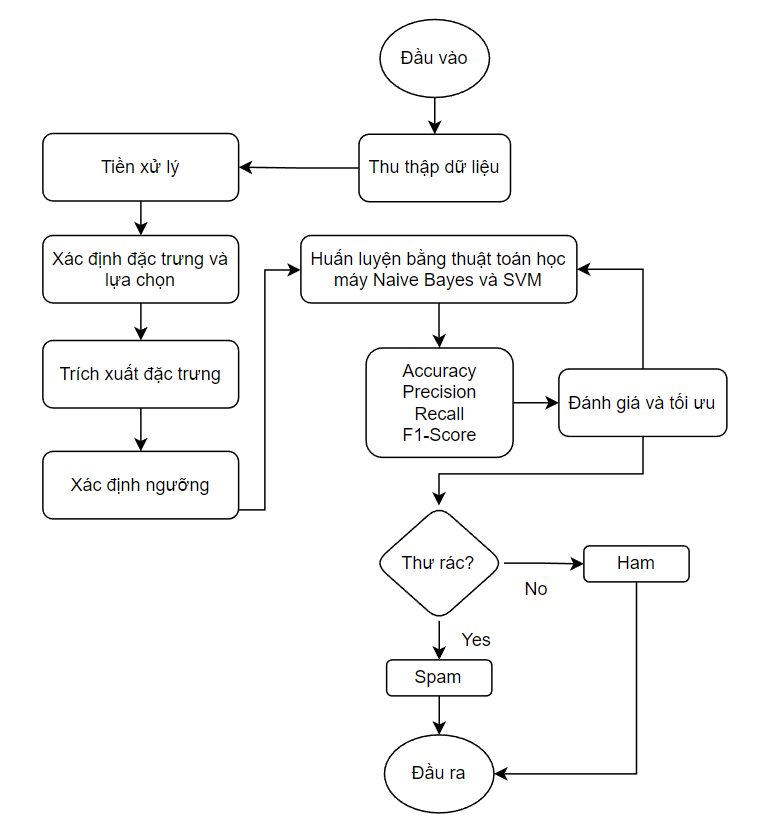 Đầu vào
Thu thập dữ liệu
Tiền xử lý
Xác định đặc trưng và
lựa chọn
Trích xuất đặc trưng
Xác định ngưỡng
Huấn luyện bằng thuật toán học
máy Naive Bayes và SVM
Accuracy
Precision
Recall
F1-Score
Đánh giá và tối ưu
Thư rác?
No
Ham
Yes
Spam
Đầu ra